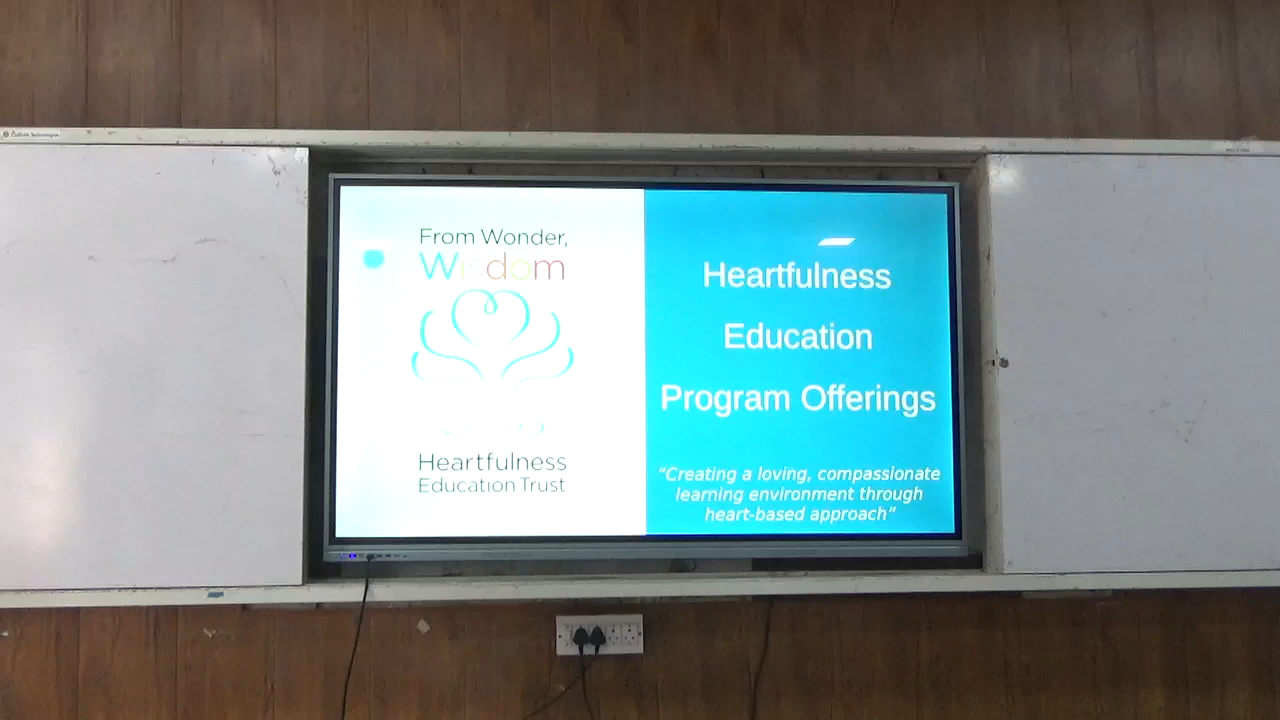 From Wonder,
Wisdom
Heartfulness
Education Trust
Heartfulness
Education
Program Offerings
“Creating a loving, compassionate
learning environment through
heart-based approach”